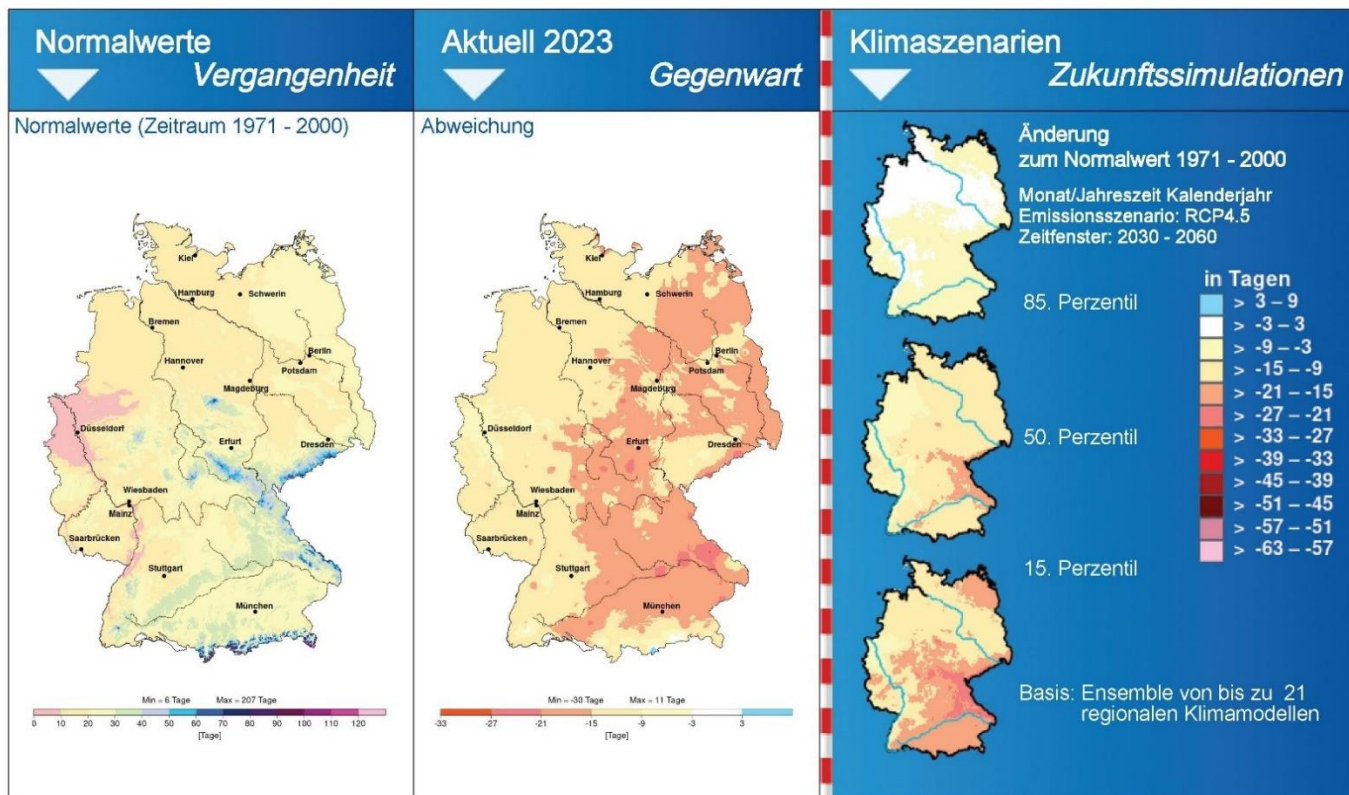 Normalwerte
Vergangenheit
Normalwerte (Zeitraum 1971 - 2000)
Kiel
Hamburg
Schwerin
Bremen
Hannover
Berlin
Potsdam
Magdeburg
Düsseldorf
Erfurt
Dresden
Wiesbaden
Mainz
Saarbrücken
Stuttgart
München
Min = 6 Tage Max = 207 Tage
0 10 20 30 40 50 60 70 80 90 100 110 120
[Tage]
Aktuell 2023
Gegenwart
Abweichung
Kiel
Hamburg
Schwerin
Bremen
Hannover
Berlin
Potsdam
Magdeburg
Düsseldorf
Erfurt
Dresden
Wiesbaden
Mainz
Saarbrücken
Stuttgart
München
Min = -30 Tage Max = 11 Tage
-33 -27 -21 -15 -9 -3 3
[Tage]
Klimaszenarien
Zukunftssimulationen
Änderung
zum Normalwert 1971 - 2000
Monat/Jahreszeit Kalenderjahr
Emissionsszenario: RCP4.5
Zeitfenster: 2030 - 2060
85. Perzentil
50. Perzentil
15. Perzentil
in Tagen
> 3 – 9
> -3 – 3
> -9 – -3
> -15 – -9
> -21 – -15
> -27 – -21
> -33 – -27
> -39 – -33
> -45 – -39
> -51 – -45
> -57 – -51
> -63 – -57
Basis: Ensemble von bis zu 21
regionalen Klimamodellen